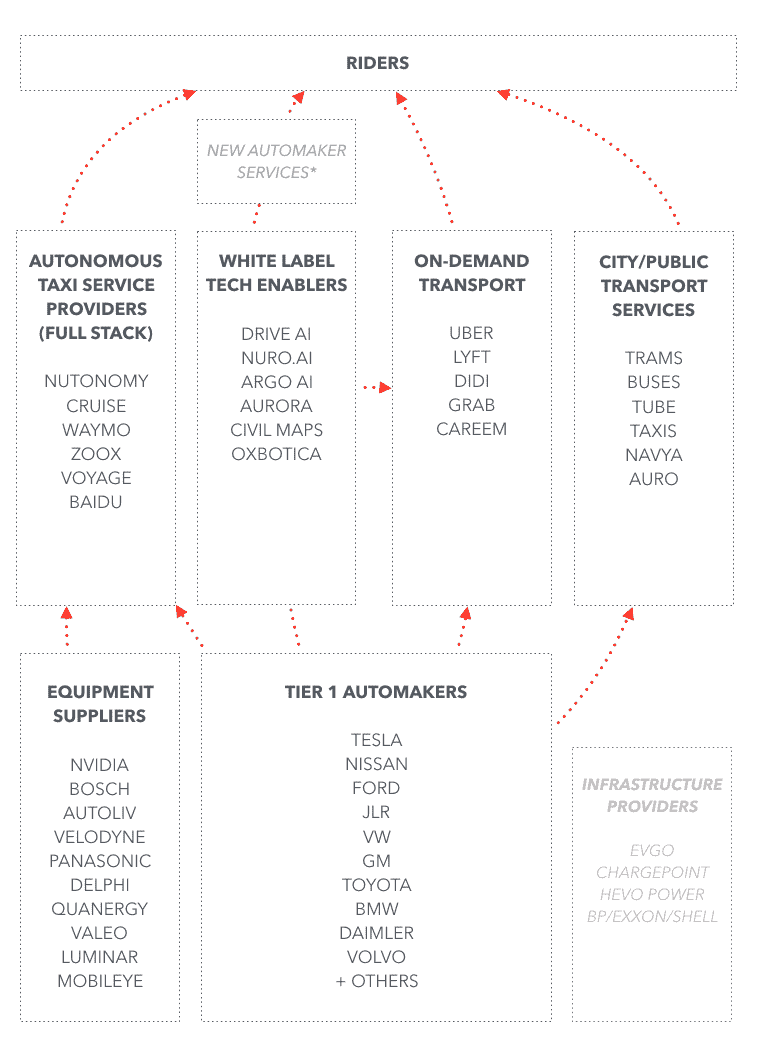 RIDERS
NEW AUTOMAKER
SERVICES*
AUTONOMOUS
TAXI SERVICE
PROVIDERS
(FULL STACK)
NUTONOMY
CRUISE
WAYMO
ZOOX
VOYAGE
BAIDU
WHITE LABEL
TECH ENABLERS
DRIVE AI
NURO.AI
ARGO AI
AURORA
CIVIL MAPS
OXBOTICA
ON-DEMAND
TRANSPORT
UBER
LYFT
DIDI
GRAB
CAREEM
CITY/PUBLIC
TRANSPORT
SERVICES
TRAMS
BUSES
TUBE
TAXIS
NAVYA
AURO
EQUIPMENT
SUPPLIERS
NVIDIA
BOSCH
AUTOLIV
VELODYNE
PANASONIC
DELPHI
QUANERGY
VALEO
LUMINAR
MOBILEYE
TIER 1 AUTOMAKERS
TESLA
NISSAN
FORD
JLR
VW
GM
TOYOTA
BMW
DAIMLER
VOLVO
+ OTHERS
INFRASTRUCTURE
PROVIDERS
EVGO
CHARGEPOINT
HEVO POWER
BP/EXXON/SHELL